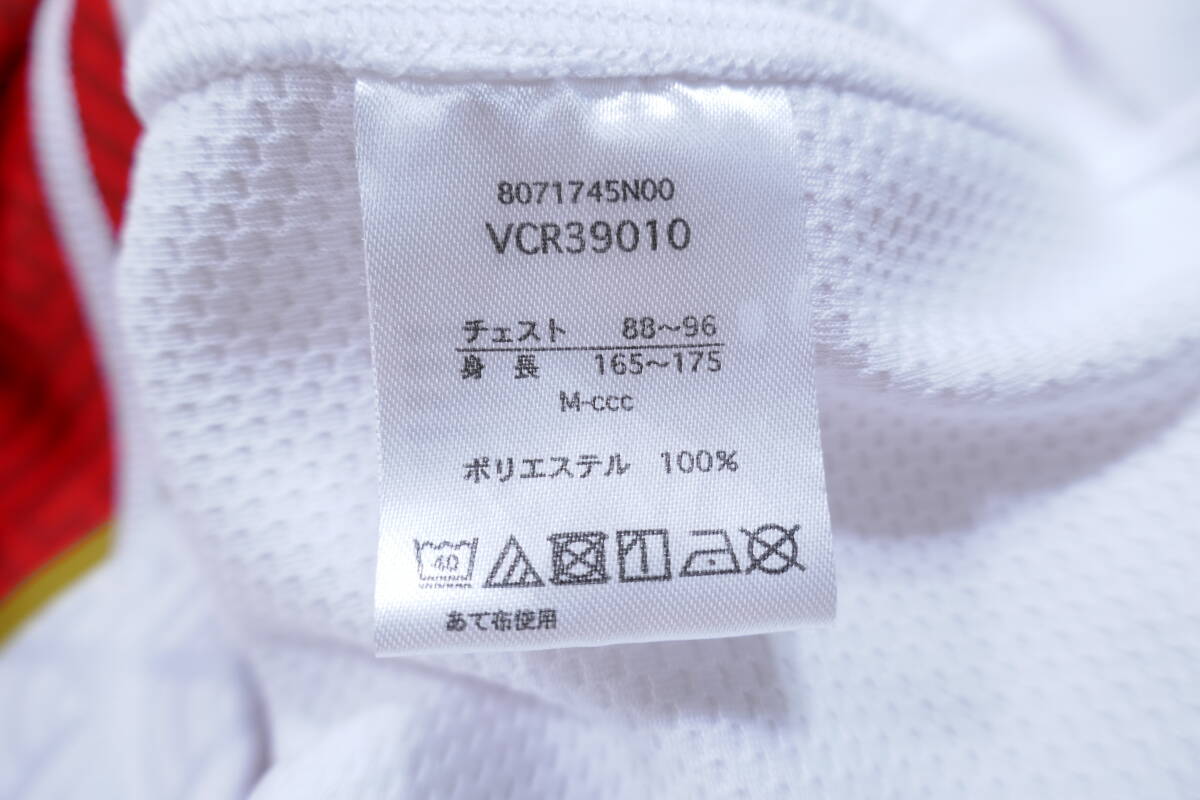 8071745N00
VCR39010
チェスト 88～96
身 長 165～175
M-ccc
ポリエステル 100%
40
あて布使用